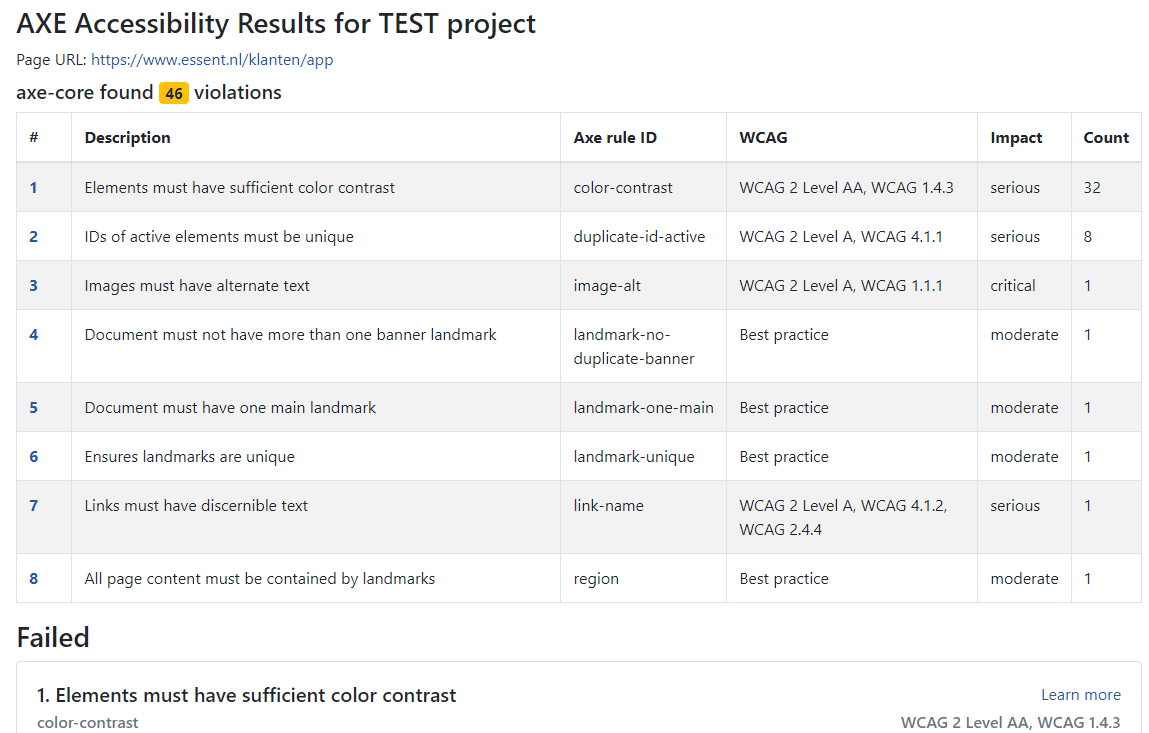 AXE Accessibility Results for TEST project
Page URL: https://www.essent.nl/klanten/app
axe-core found 46 violations
# Description Axe rule ID WCAG Impact Count
1 Elements must have sufficient color contrast color-contrast WCAG 2 Level AA, WCAG 1.4.3 serious 32
2 IDs of active elements must be unique duplicate-id-active WCAG 2 Level A, WCAG 4.1.1 serious 8
3 Images must have alternate text image-alt WCAG 2 Level A, WCAG 1.1.1 critical 1
4 Document must not have more than one banner landmark landmark-no- Best practice moderate 1
duplicate-banner
5 Document must have one main landmark landmark-one-main Best practice moderate 1
6 Ensures landmarks are unique landmark-unique Best practice moderate 1
7 Links must have discernible text link-name WCAG 2 Level A, WCAG 4.1.2, serious 1
WCAG 2.4.4
8 All page content must be contained by landmarks region Best practice moderate 1
Failed
1. Elements must have sufficient color contrast Learn more
color-contrast WCAG 2 Level AA, WCAG 1.4.3